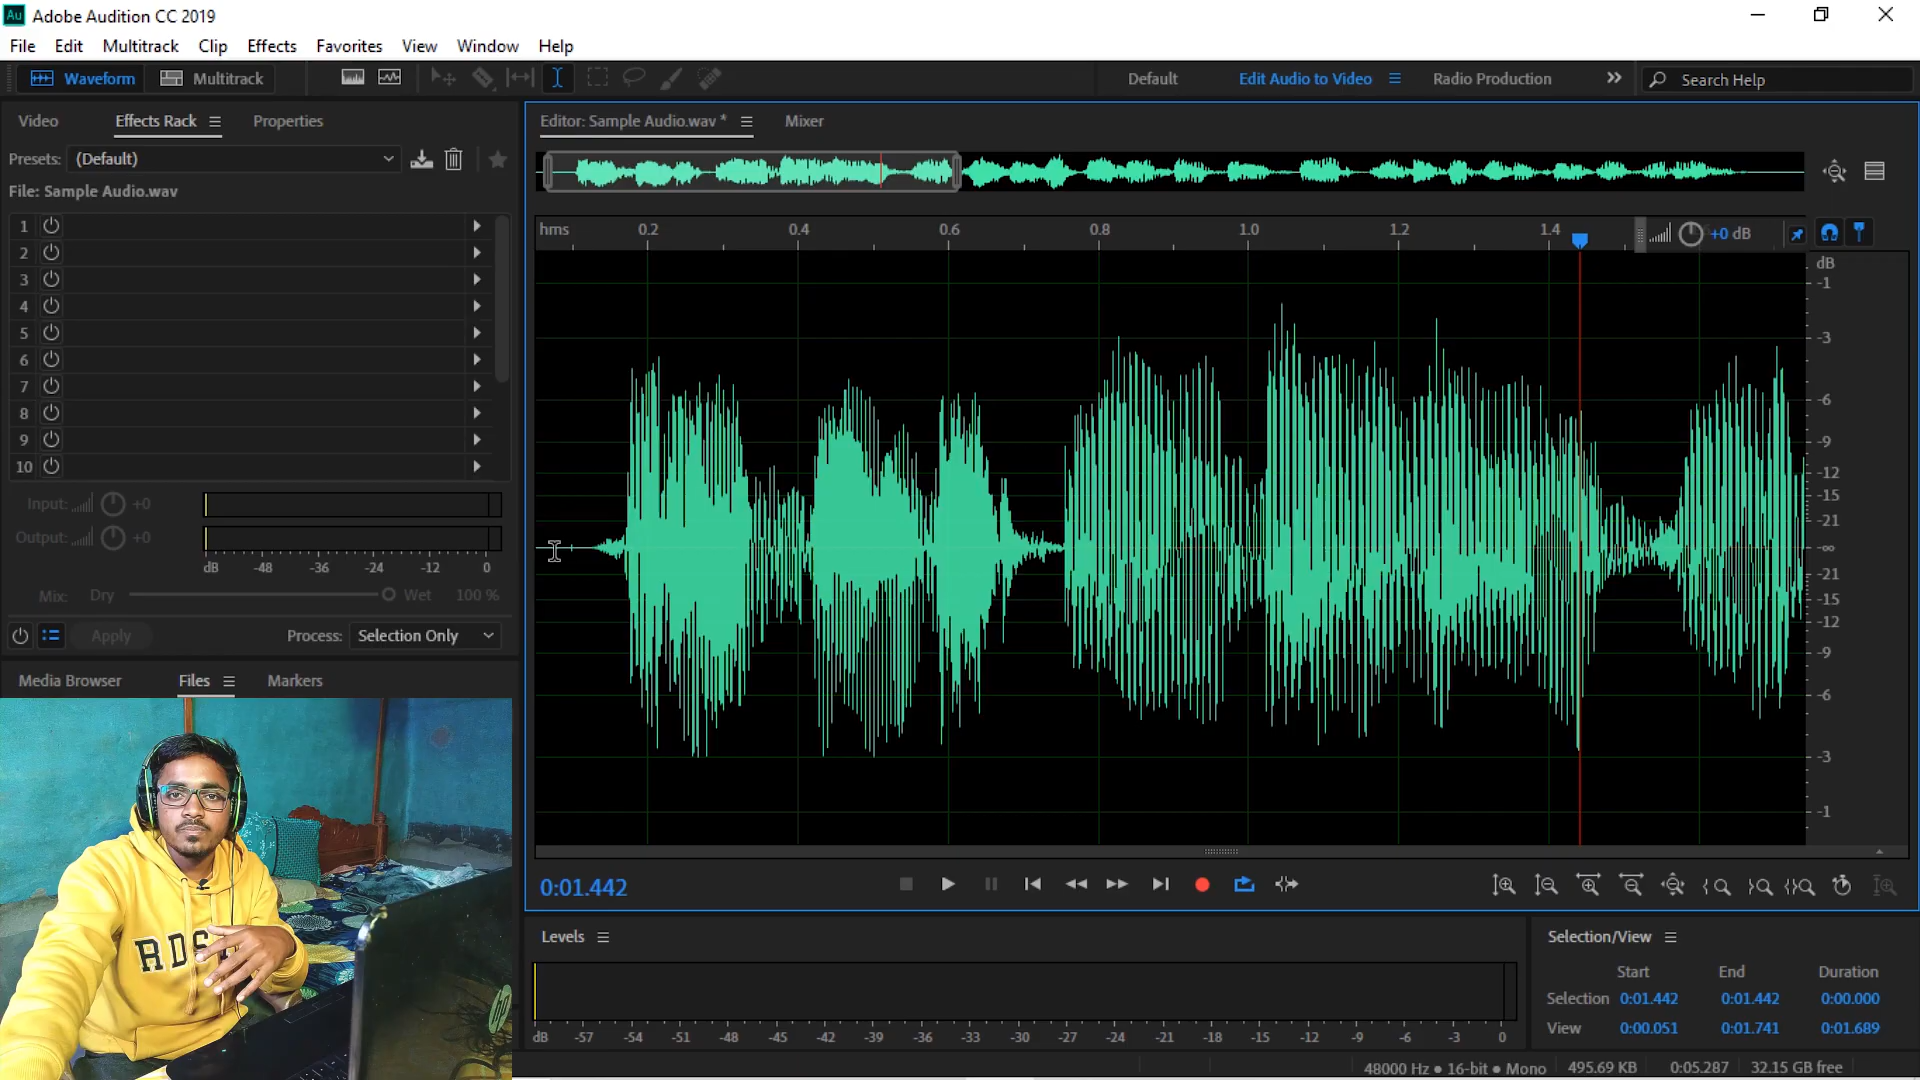 Au Adobe Audition CC 2019
File Edit Multitrack Clip Effects Favorites View Window Help
Waveform Multitrack Default Edit Audio to Video Radio Production Search Help
Video Effects Rack Properties
Presets: (Default)
File: Sample Audio.wav
1
2
3
4
5
6
7
8
9
10
Input: +0
Output: +0
dB -48 -36 -24 -12 0
Mix: Dry Wet 100 %
Apply Process: Selection Only
Media Browser Files Markers
RDS
hp
Editor: Sample Audio.wav * Mixer
hms 0.2 0.4 0.6 0.8 1.0 1.2 1.4 +0 dB
dB
-1
-3
-6
-9
-12
-15
-21
-∞
-21
-15
-12
-9
-6
-3
-1
0:01.442
Levels
dB -57 -54 -51 -48 -45 -42 -39 -36 -33 -30 -27 -24 -21 -18 -15 -12 -9 -6 -3 0
Selection/View
Start End Duration
Selection 0:01.442 0:01.442 0:00.000
View 0:00.051 0:01.741 0:01.689
48000 Hz ● 16-bit ● Mono 495.69 KB 0:05.287 32.15 GB free